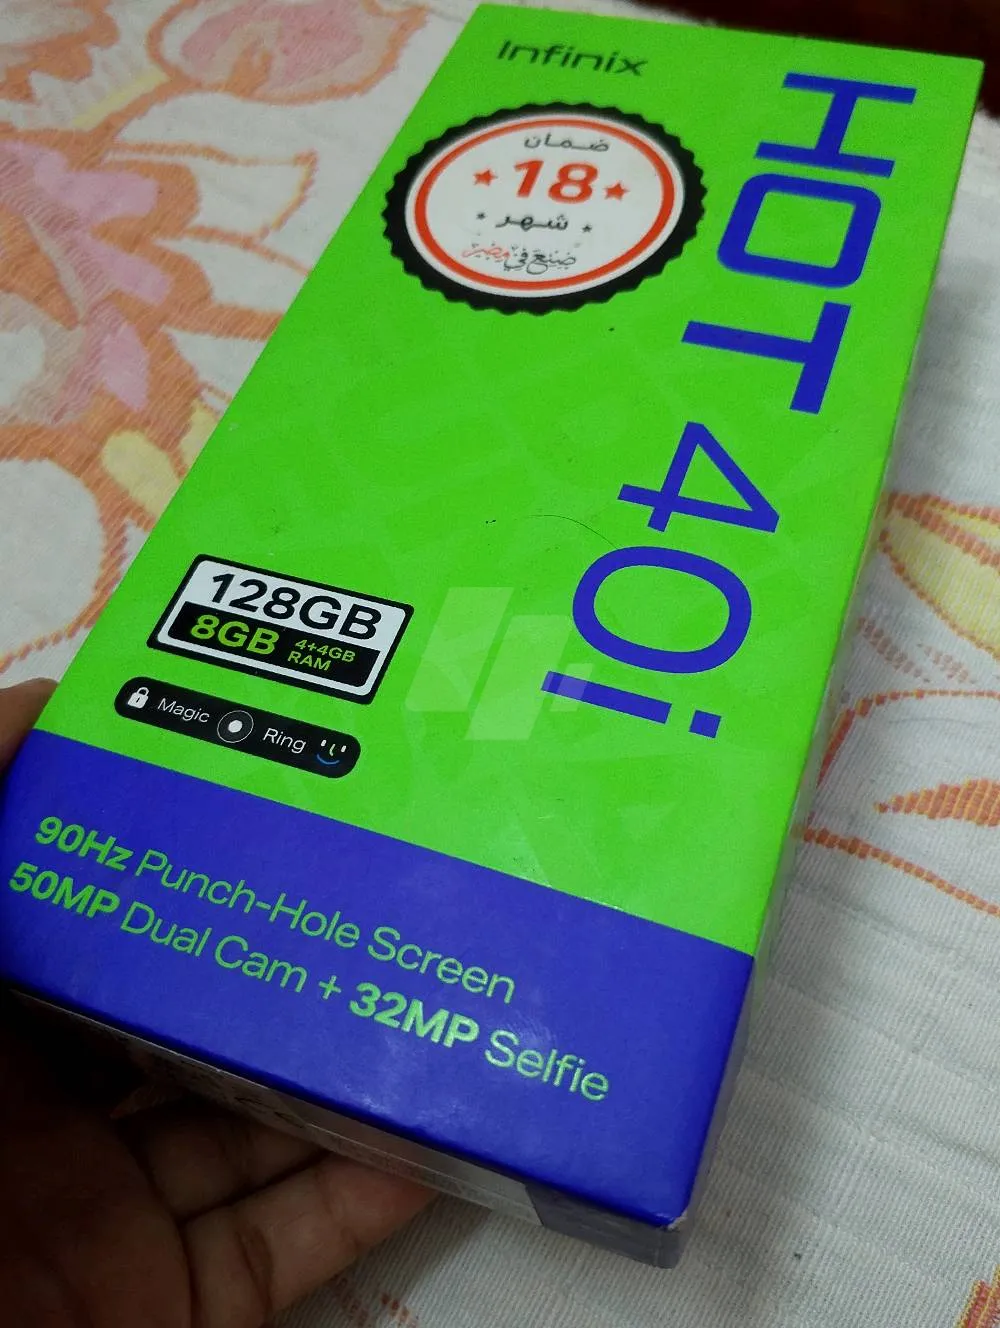 Infinix
HOT 40i
ضمان
18
شهر
صنع في مصر
128GB
8GB 4+4GB RAM
Magic Ring
90Hz Punch-Hole Screen
50MP Dual Cam + 32MP Selfie